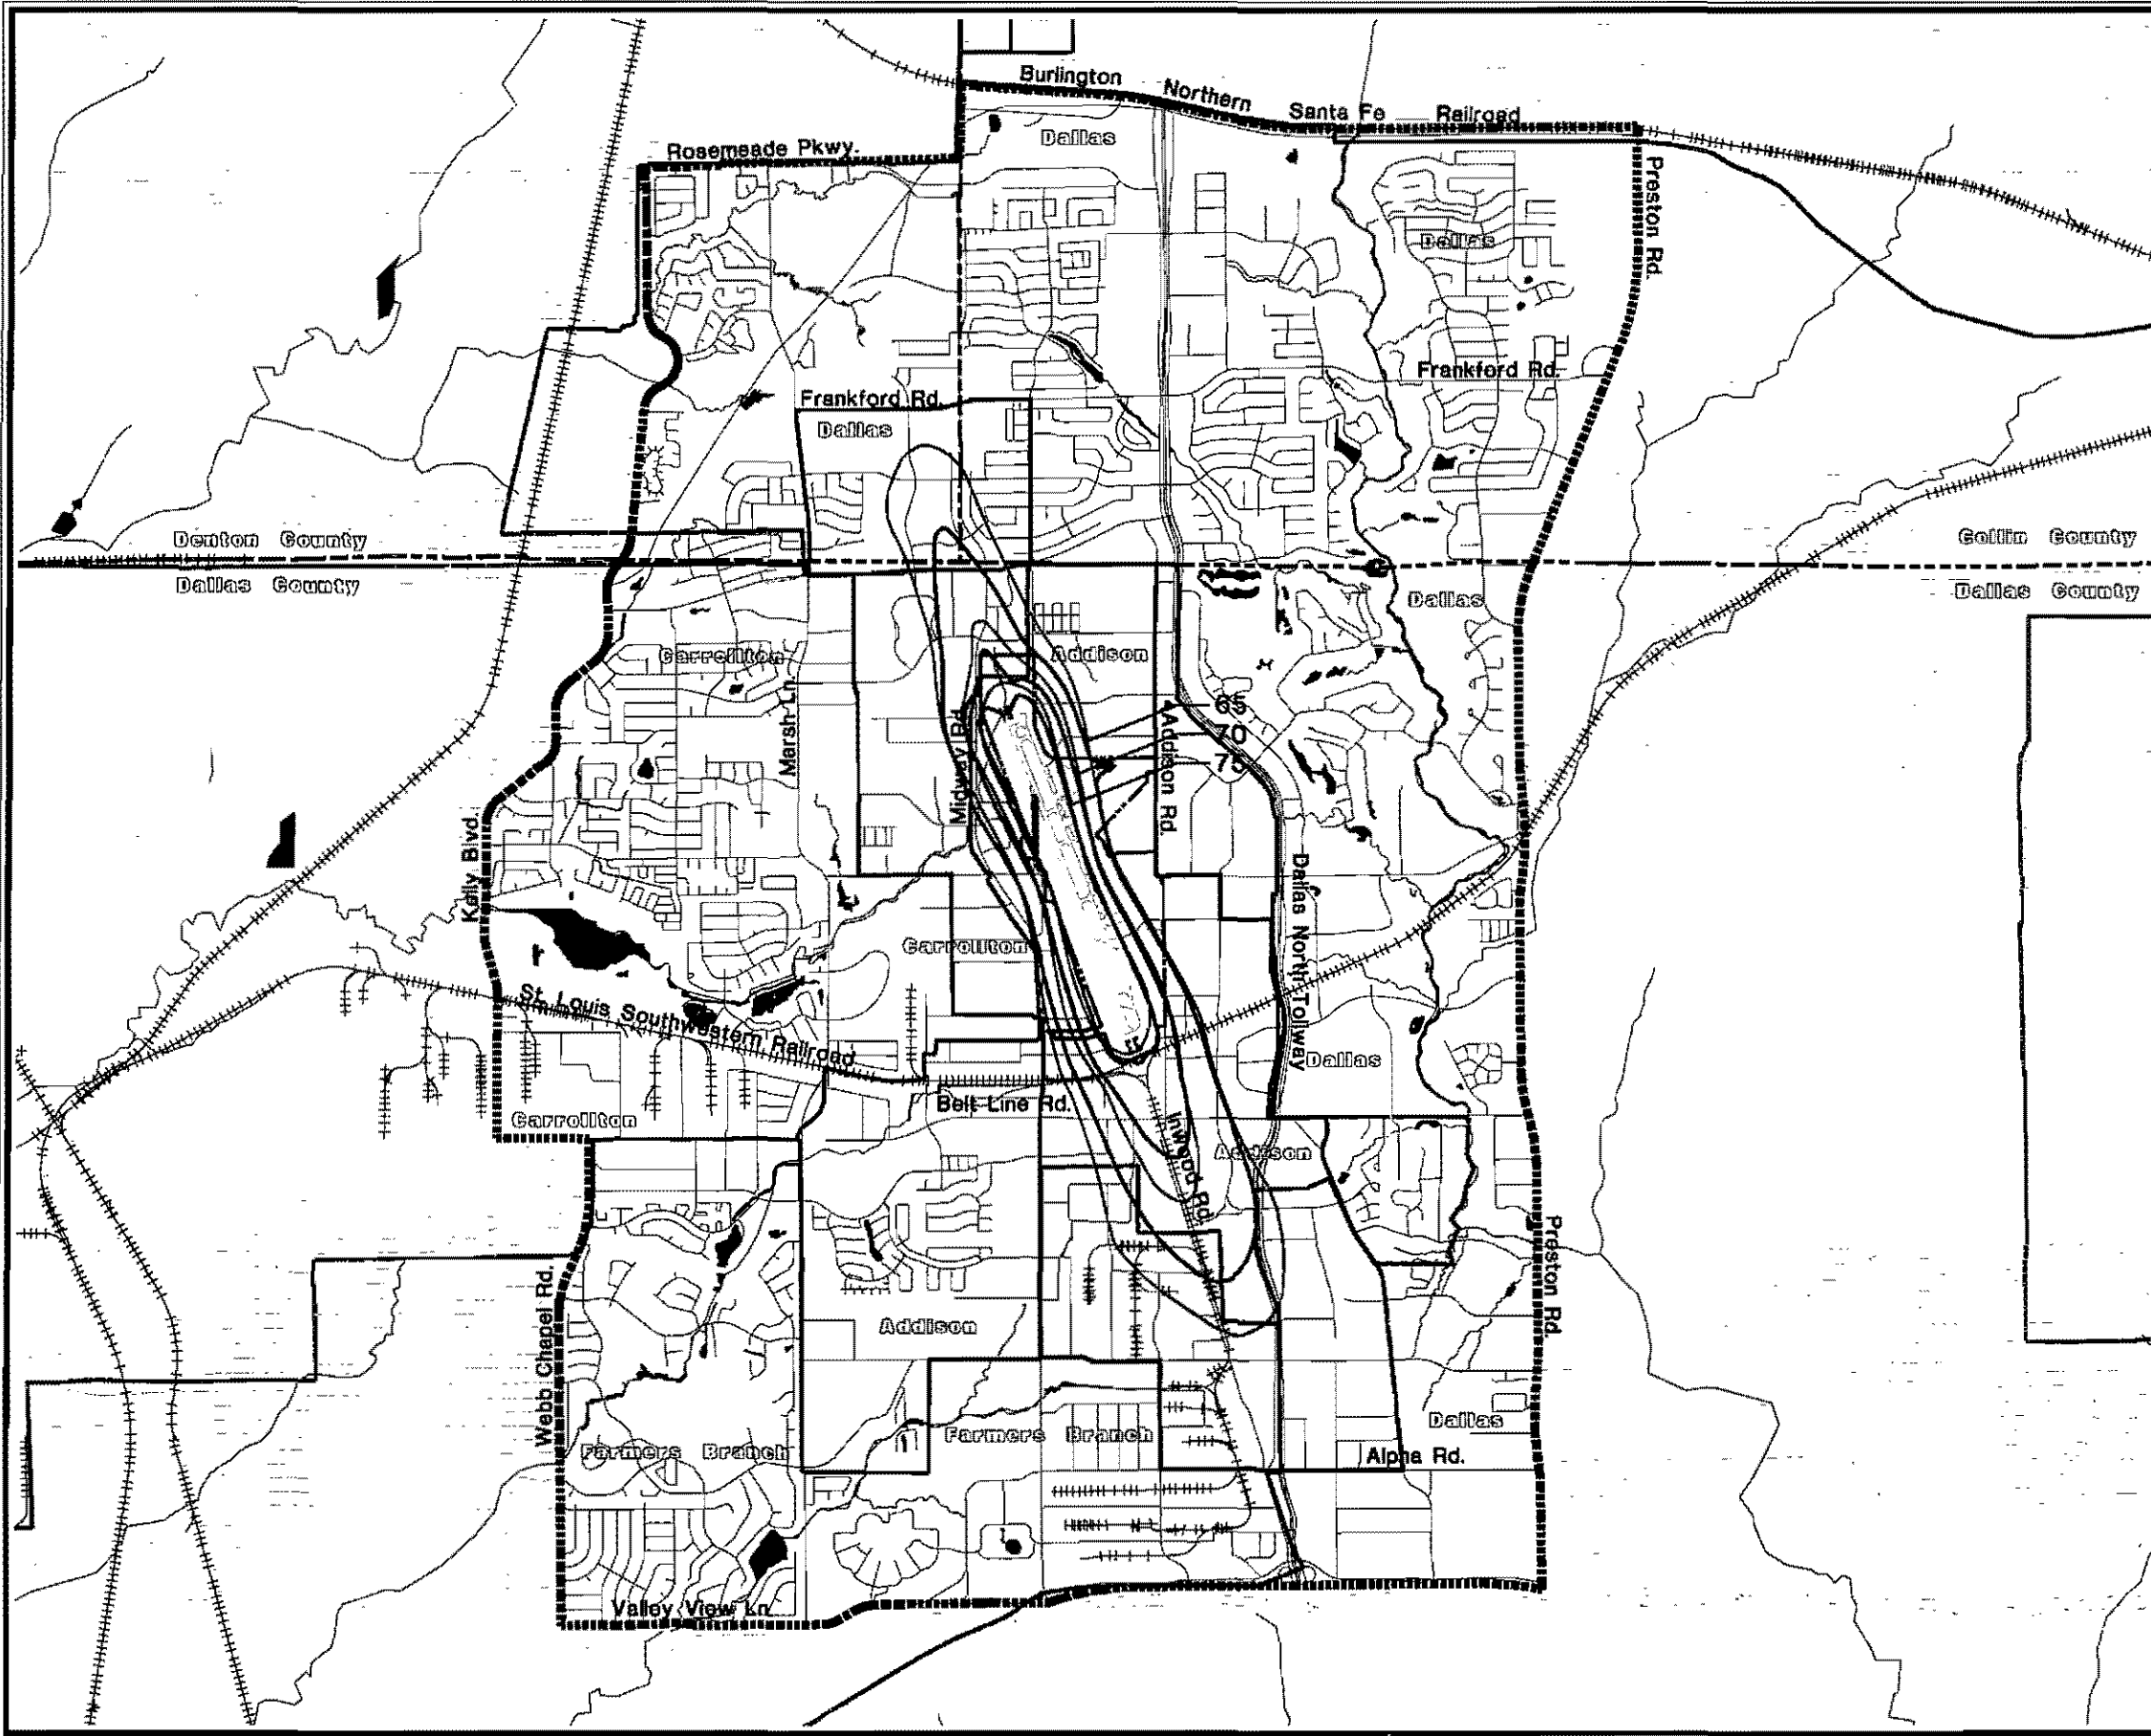 Burlington Northern Santa Fe Railroad
Dallas
Rosemeade Pkwy.
Preston Rd.
Dallas
Frankford Rd.
Frankford Rd.
Dallas
Denton County
Collin County
Dallas County
Dallas County
Dallas
Carrollton
Addison
Marsh Ln.
65
Midway Rd.
70
Addison Rd.
75
Kelly Blvd.
Dallas North Tollway
Carrollton
St. Louis Southwestern Railroad
Dallas
Belt Line Rd.
Carrollton
Inwood Rd.
Addison
Preston Rd.
Webb Chapel Rd.
Addison
Dallas
Farmers Branch
Farmers Branch
Alpha Rd.
Valley View Ln.